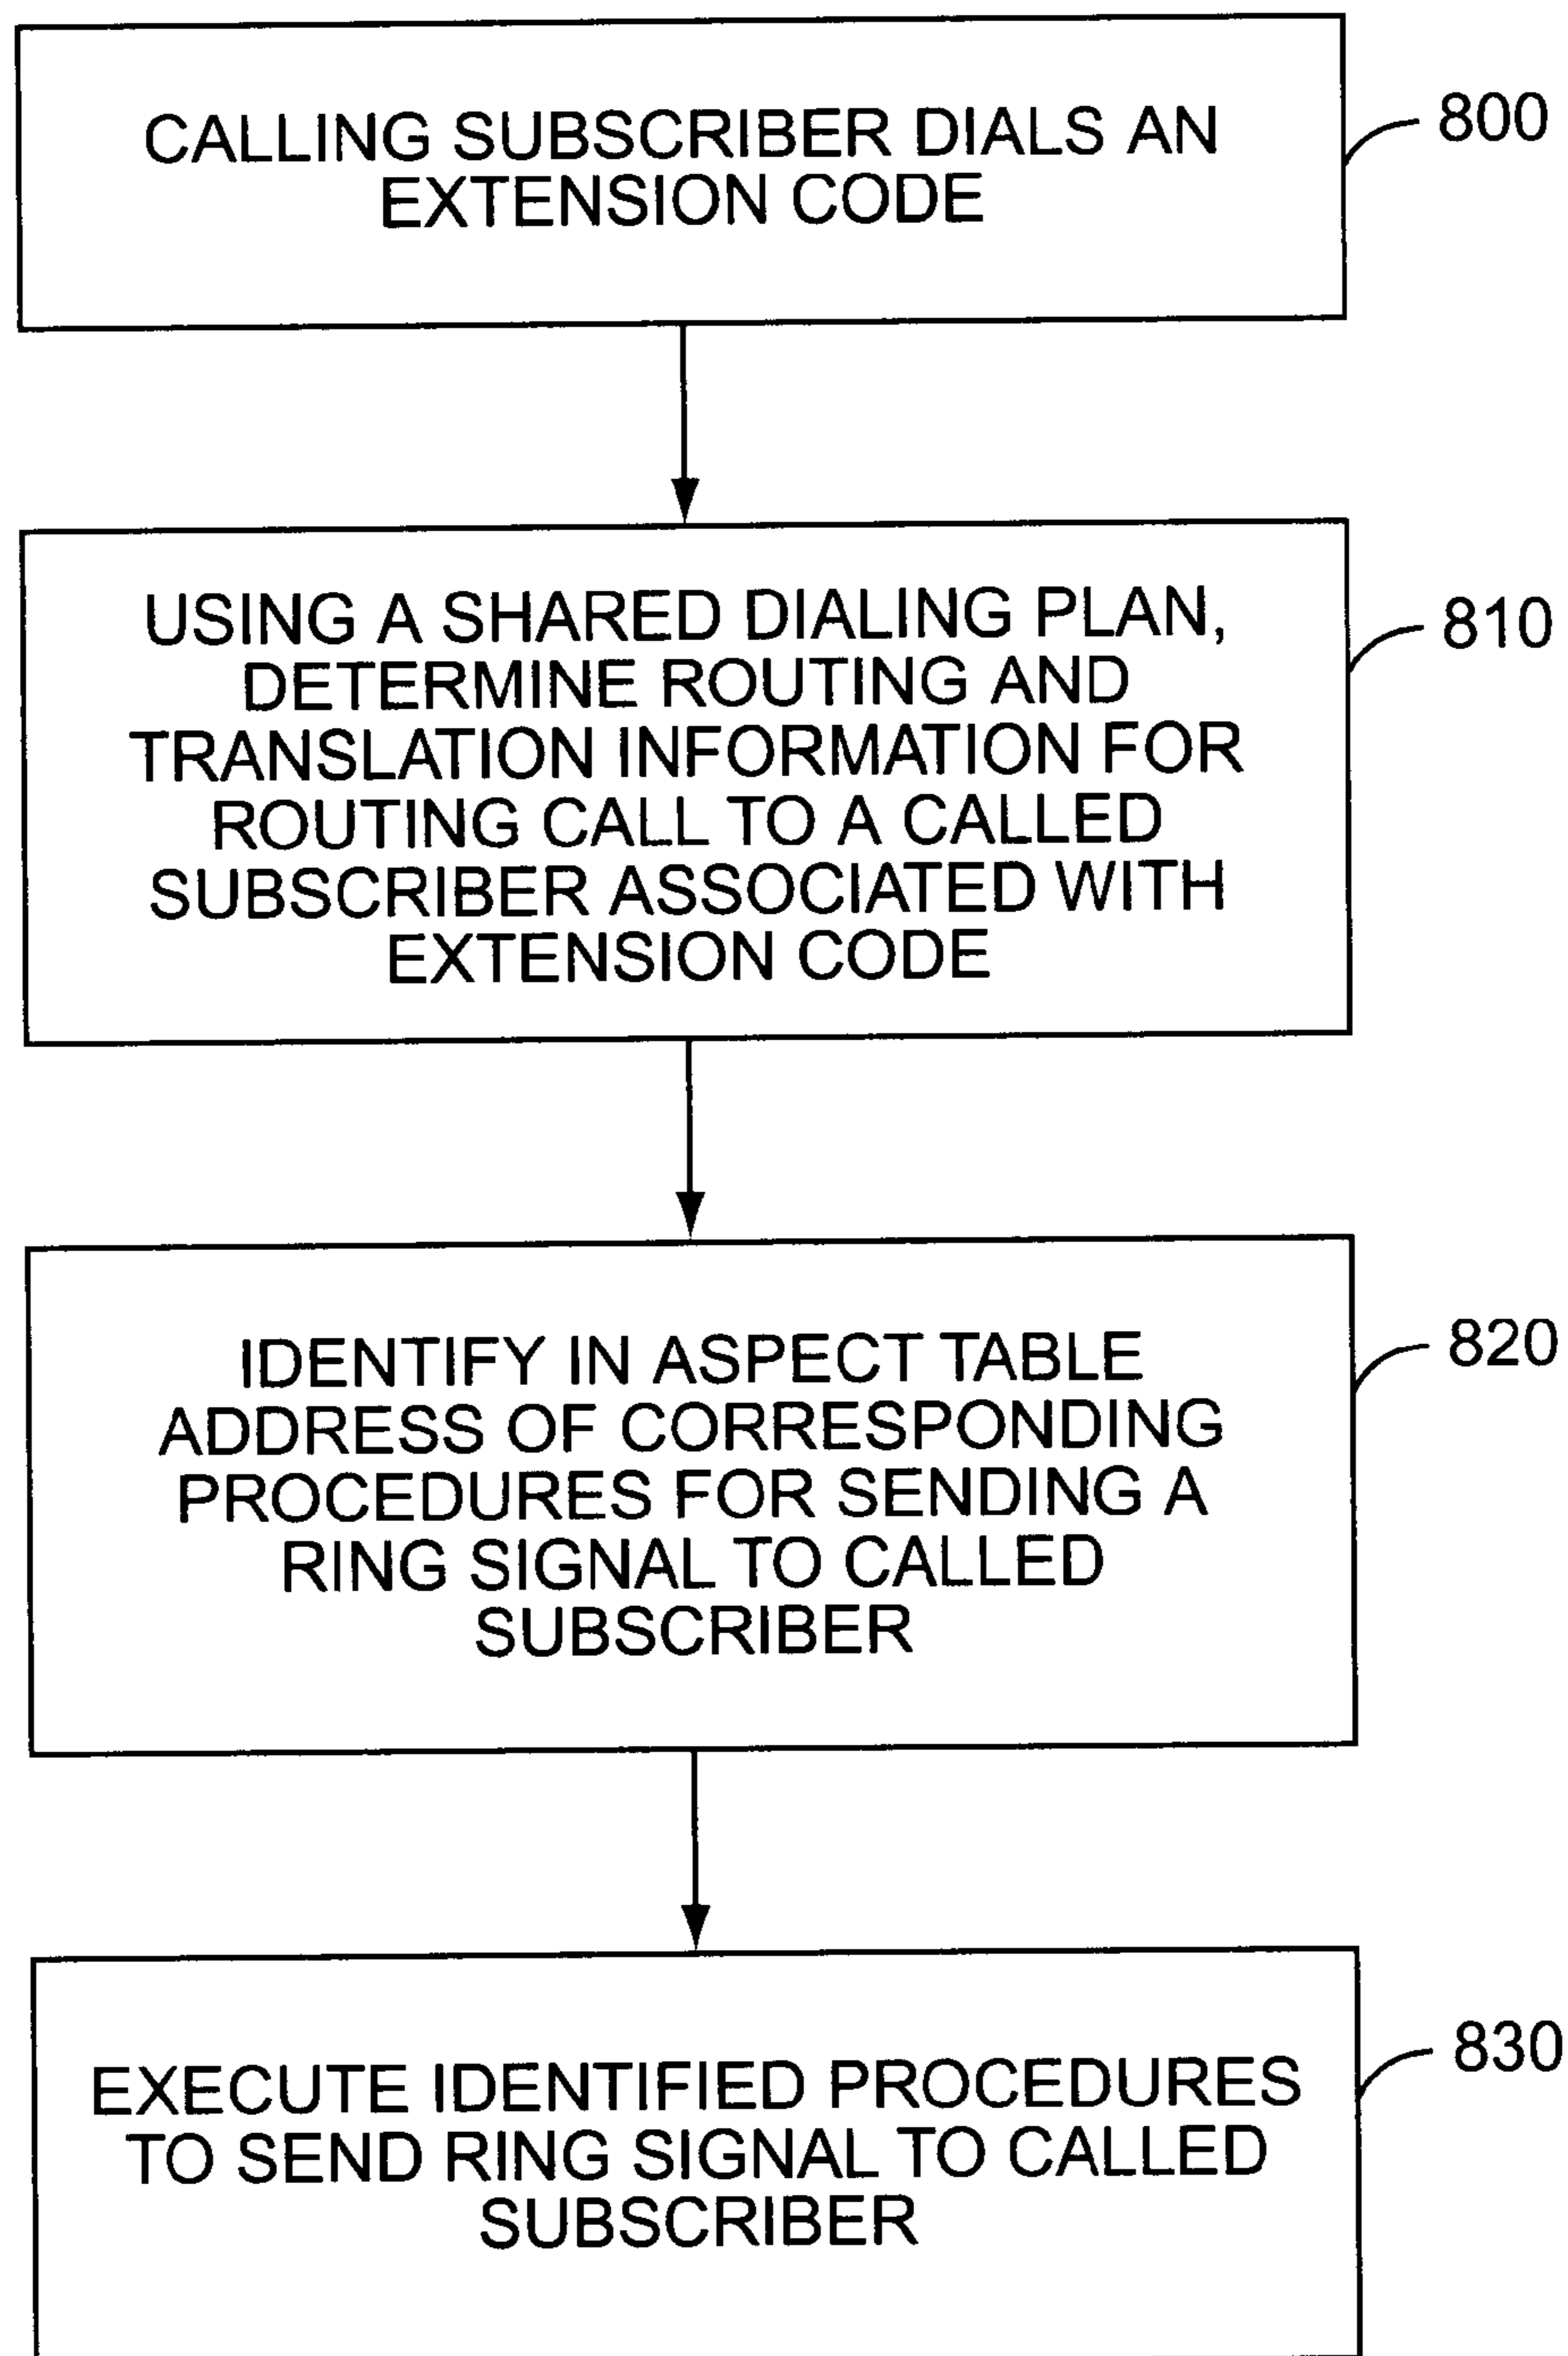 CALLING SUBSCRIBER DIALS AN
EXTENSION CODE
800
USING A SHARED DIALING PLAN,
DETERMINE ROUTING AND
TRANSLATION INFORMATION FOR
ROUTING CALL TO A CALLED
SUBSCRIBER ASSOCIATED WITH
EXTENSION CODE
810
IDENTIFY IN ASPECT TABLE
ADDRESS OF CORRESPONDING
PROCEDURES FOR SENDING A
RING SIGNAL TO CALLED
SUBSCRIBER
820
EXECUTE IDENTIFIED PROCEDURES
TO SEND RING SIGNAL TO CALLED
SUBSCRIBER
830